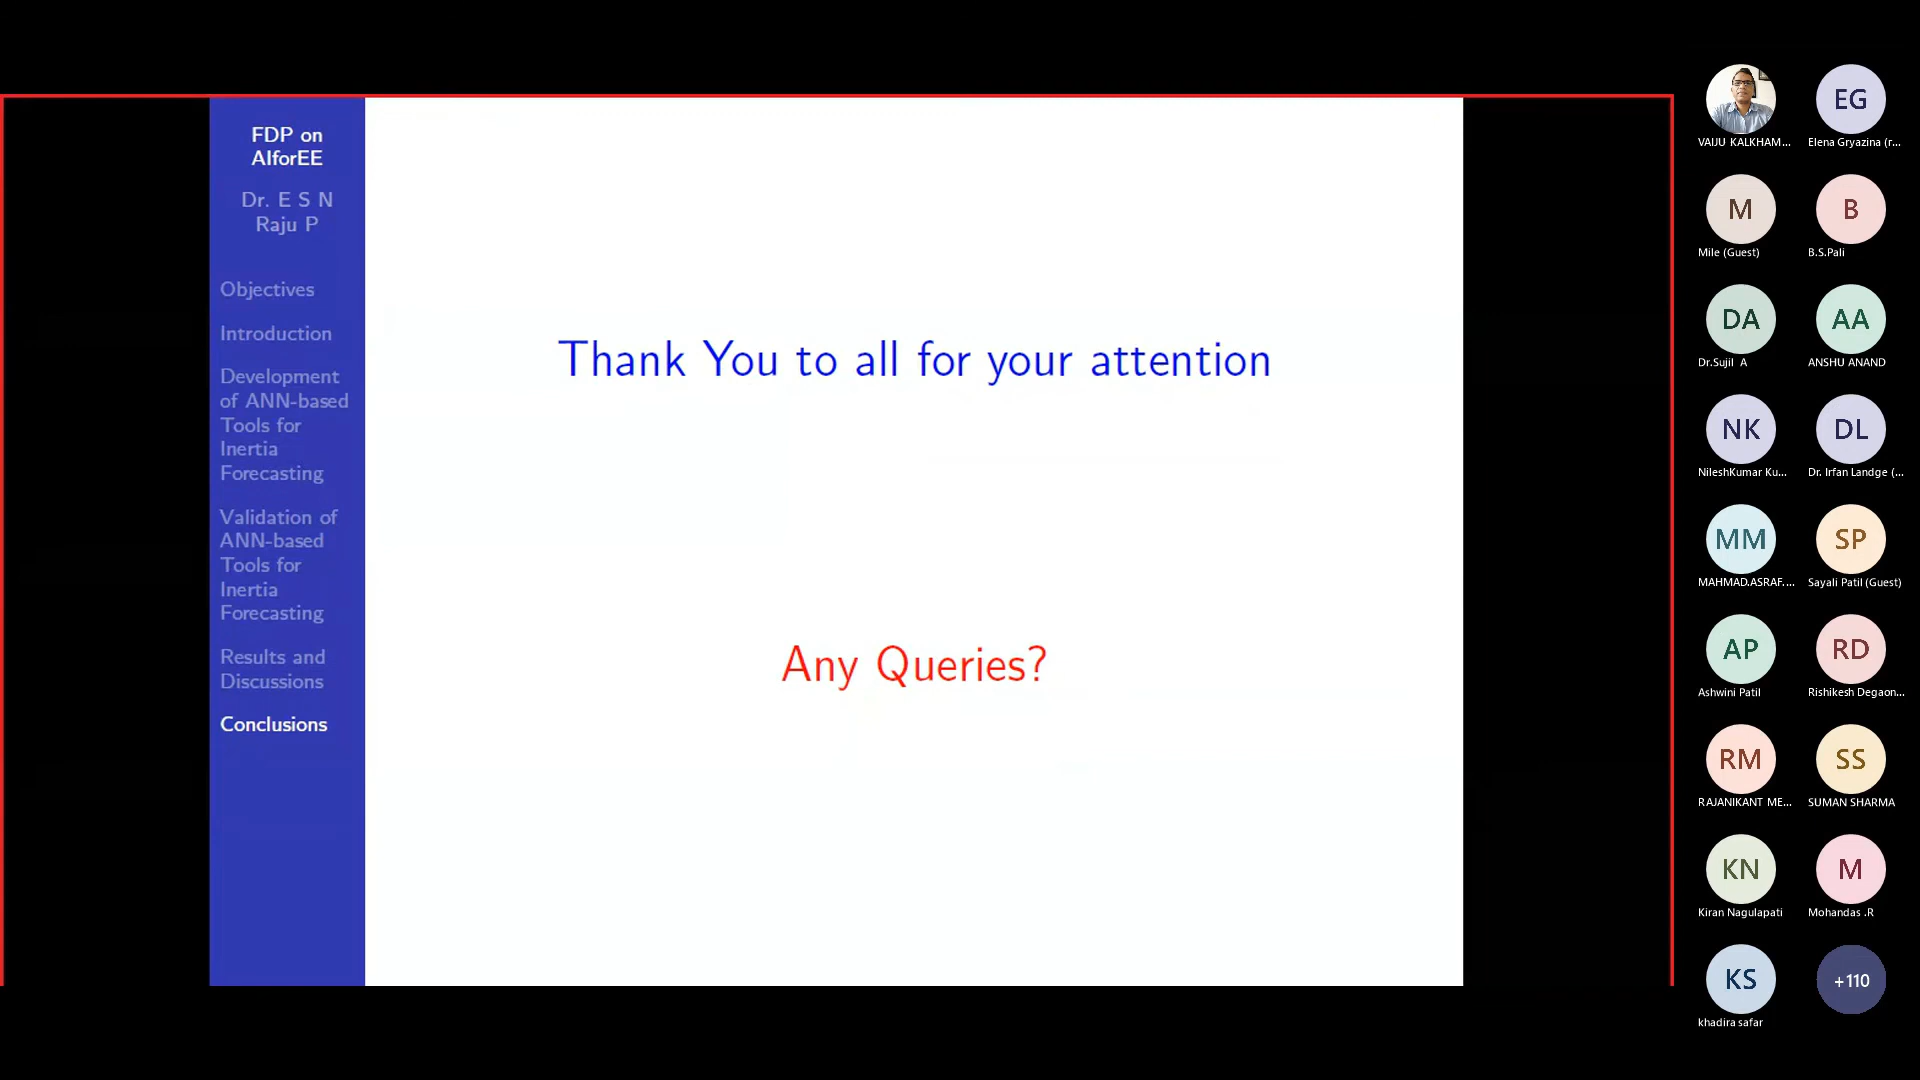 FDP on
AIforEE
Dr. E S N
Raju P
Objectives
Introduction
Development
of ANN-based
Tools for
Inertia
Forecasting
Validation of
ANN-based
Tools for
Inertia
Forecasting
Results and
Discussions
Conclusions
Thank You to all for your attention
Any Queries?
VAIJU KALKHAM...
EG
Elena Gryazina (r...
M
Mile (Guest)
B
B.S.Pali
DA
Dr.Sujil A
AA
ANSHU ANAND
NK
NileshKumar Ku...
DL
Dr. Irfan Landge (...
MM
MAHMAD.ASRAF....
SP
Sayali Patil (Guest)
AP
Ashwini Patil
RD
Rishikesh Degaon...
RM
RAJANIKANT ME...
SS
SUMAN SHARMA
KN
Kiran Nagulapati
M
Mohandas .R
KS
khadira safar
+110